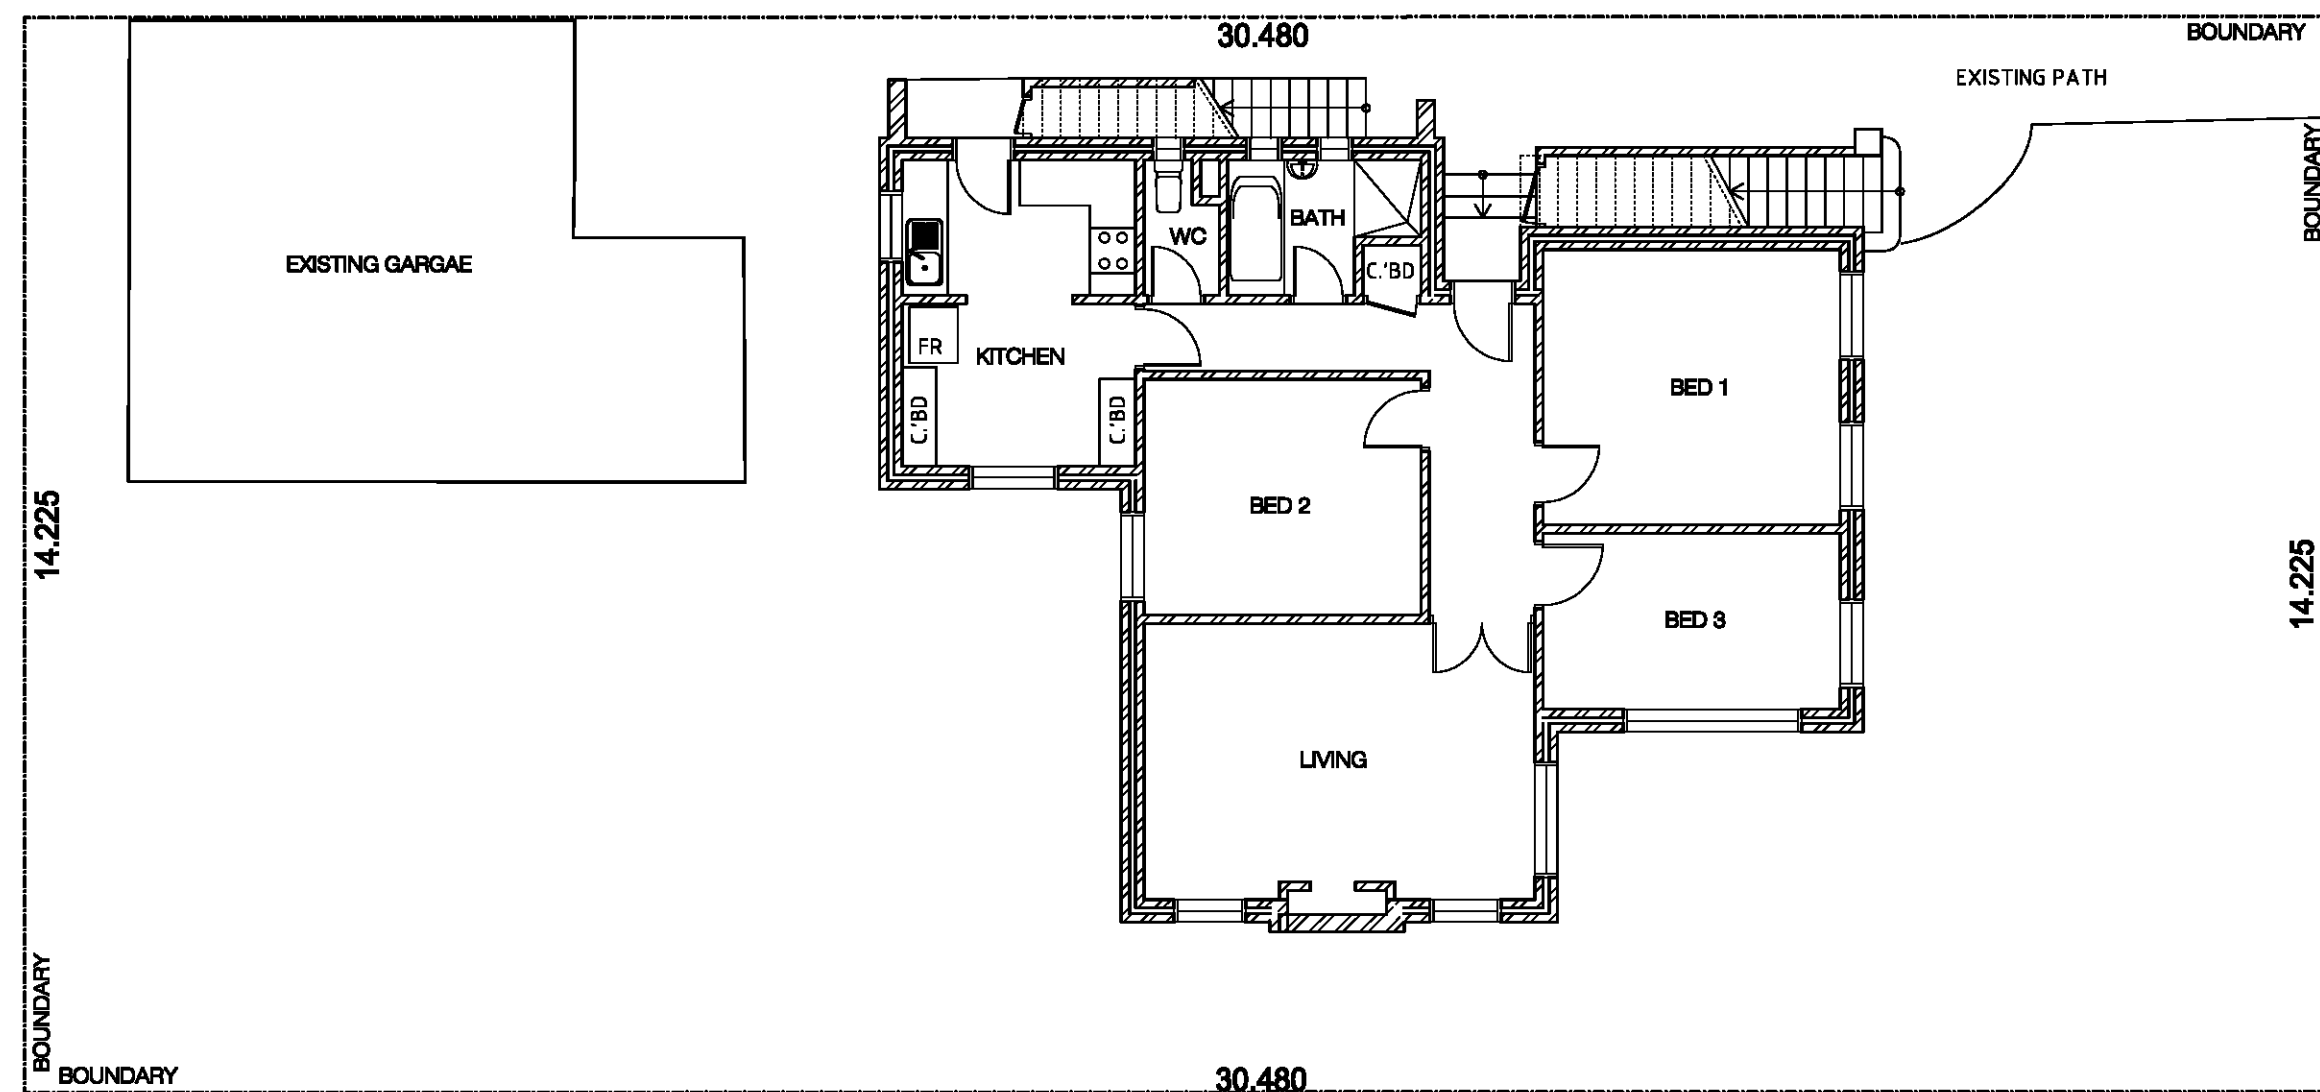 BOUNDARY
30.480
EXISTING PATH
BOUNDARY
EXISTING GARGAE
WC
BATH
C.'BD
FR
KITCHEN
C.'BD
C.'BD
BED 1
BED 2
14.225
14.225
BED 3
LIVING
BOUNDARY
BOUNDARY
30.480